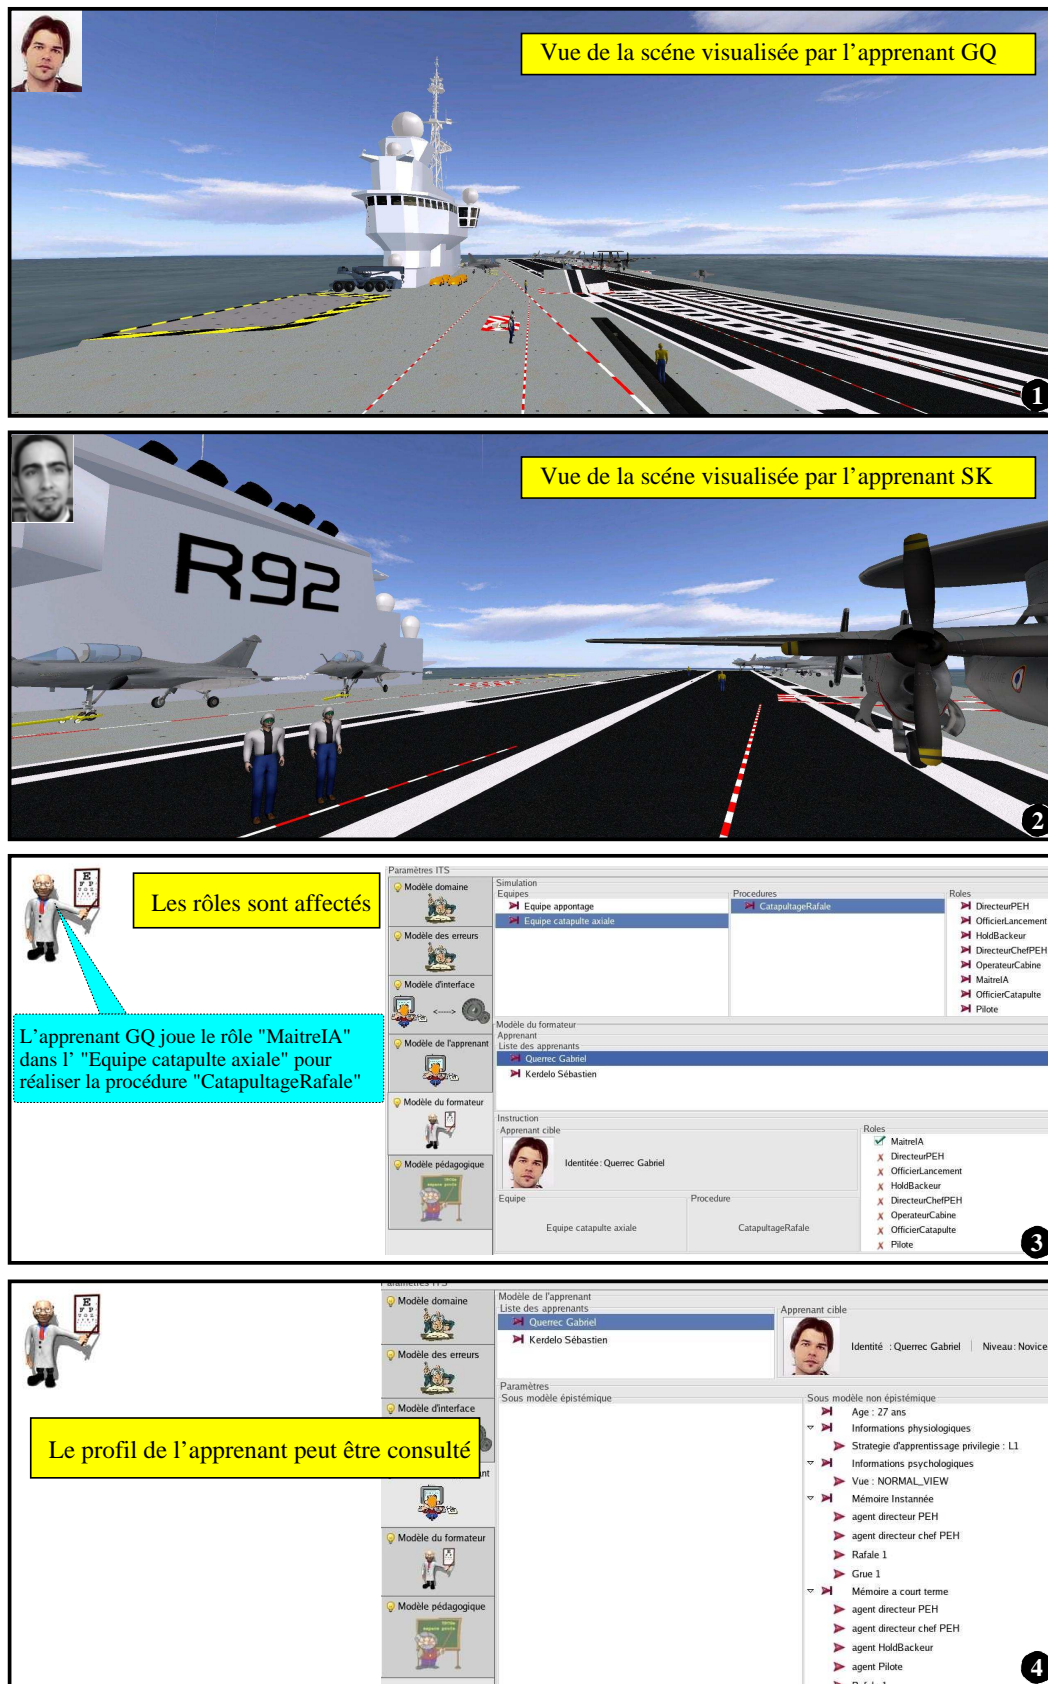 Vue de la scéne visualisée par l'apprenant GQ
1
Vue de la scéne visualisée par l'apprenant SK
R92
2
Les rôles sont affectés
L'apprenant GQ joue le rôle "MaitreIA"
dans l' "Equipe catapulte axiale" pour
réaliser la procédure "CatapultageRafale"
Paramètres ITS
Modèle domaine
Modèle des erreurs
Modèle d'interface
<---->
Modèle de l'apprenant
Modèle du formateur
Modèle pédagogique
Simulation
Equipes
Equipe appontage
Equipe catapulte axiale
Procedures
CatapultageRafale
Roles
DirecteurPEH
OfficierLancement
HoldBackeur
DirecteurChefPEH
OperateurCabine
MaitreIA
OfficierCatapulte
Pilote
Modèle du formateur
Apprenant
Liste des apprenants
Querrec Gabriel
Kerdelo Sébastien
Instruction
Apprenant cible
Identitée: Querrec Gabriel
Equipe
Equipe catapulte axiale
Procedure
CatapultageRafale
Roles
MaitreIA
DirecteurPEH
OfficierLancement
HoldBackeur
DirecteurChefPEH
OperateurCabine
OfficierCatapulte
Pilote
3
Le profil de l'apprenant peut être consulté
Paramètres ITS
Modèle domaine
Modèle des erreurs
Modèle d'interface
nt
Modèle du formateur
Modèle pédagogique
Modèle de l'apprenant
Liste des apprenants
Querrec Gabriel
Kerdelo Sébastien
Apprenant cible
Identité : Querrec Gabriel | Niveau: Novice
Paramètres
Sous modèle épistémique
Sous modèle non épistémique
Age : 27 ans
Informations physiologiques
Strategie d'apprentissage privilegie : L1
Informations psychologiques
Vue : NORMAL_VIEW
Mémoire Instannée
agent directeur PEH
agent directeur chef PEH
Rafale 1
Grue 1
Mémoire a court terme
agent directeur PEH
agent directeur chef PEH
agent HoldBackeur
agent Pilote
4